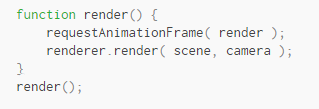 function render() {
    requestAnimationFrame( render );
    renderer.render( scene, camera );
}
render();